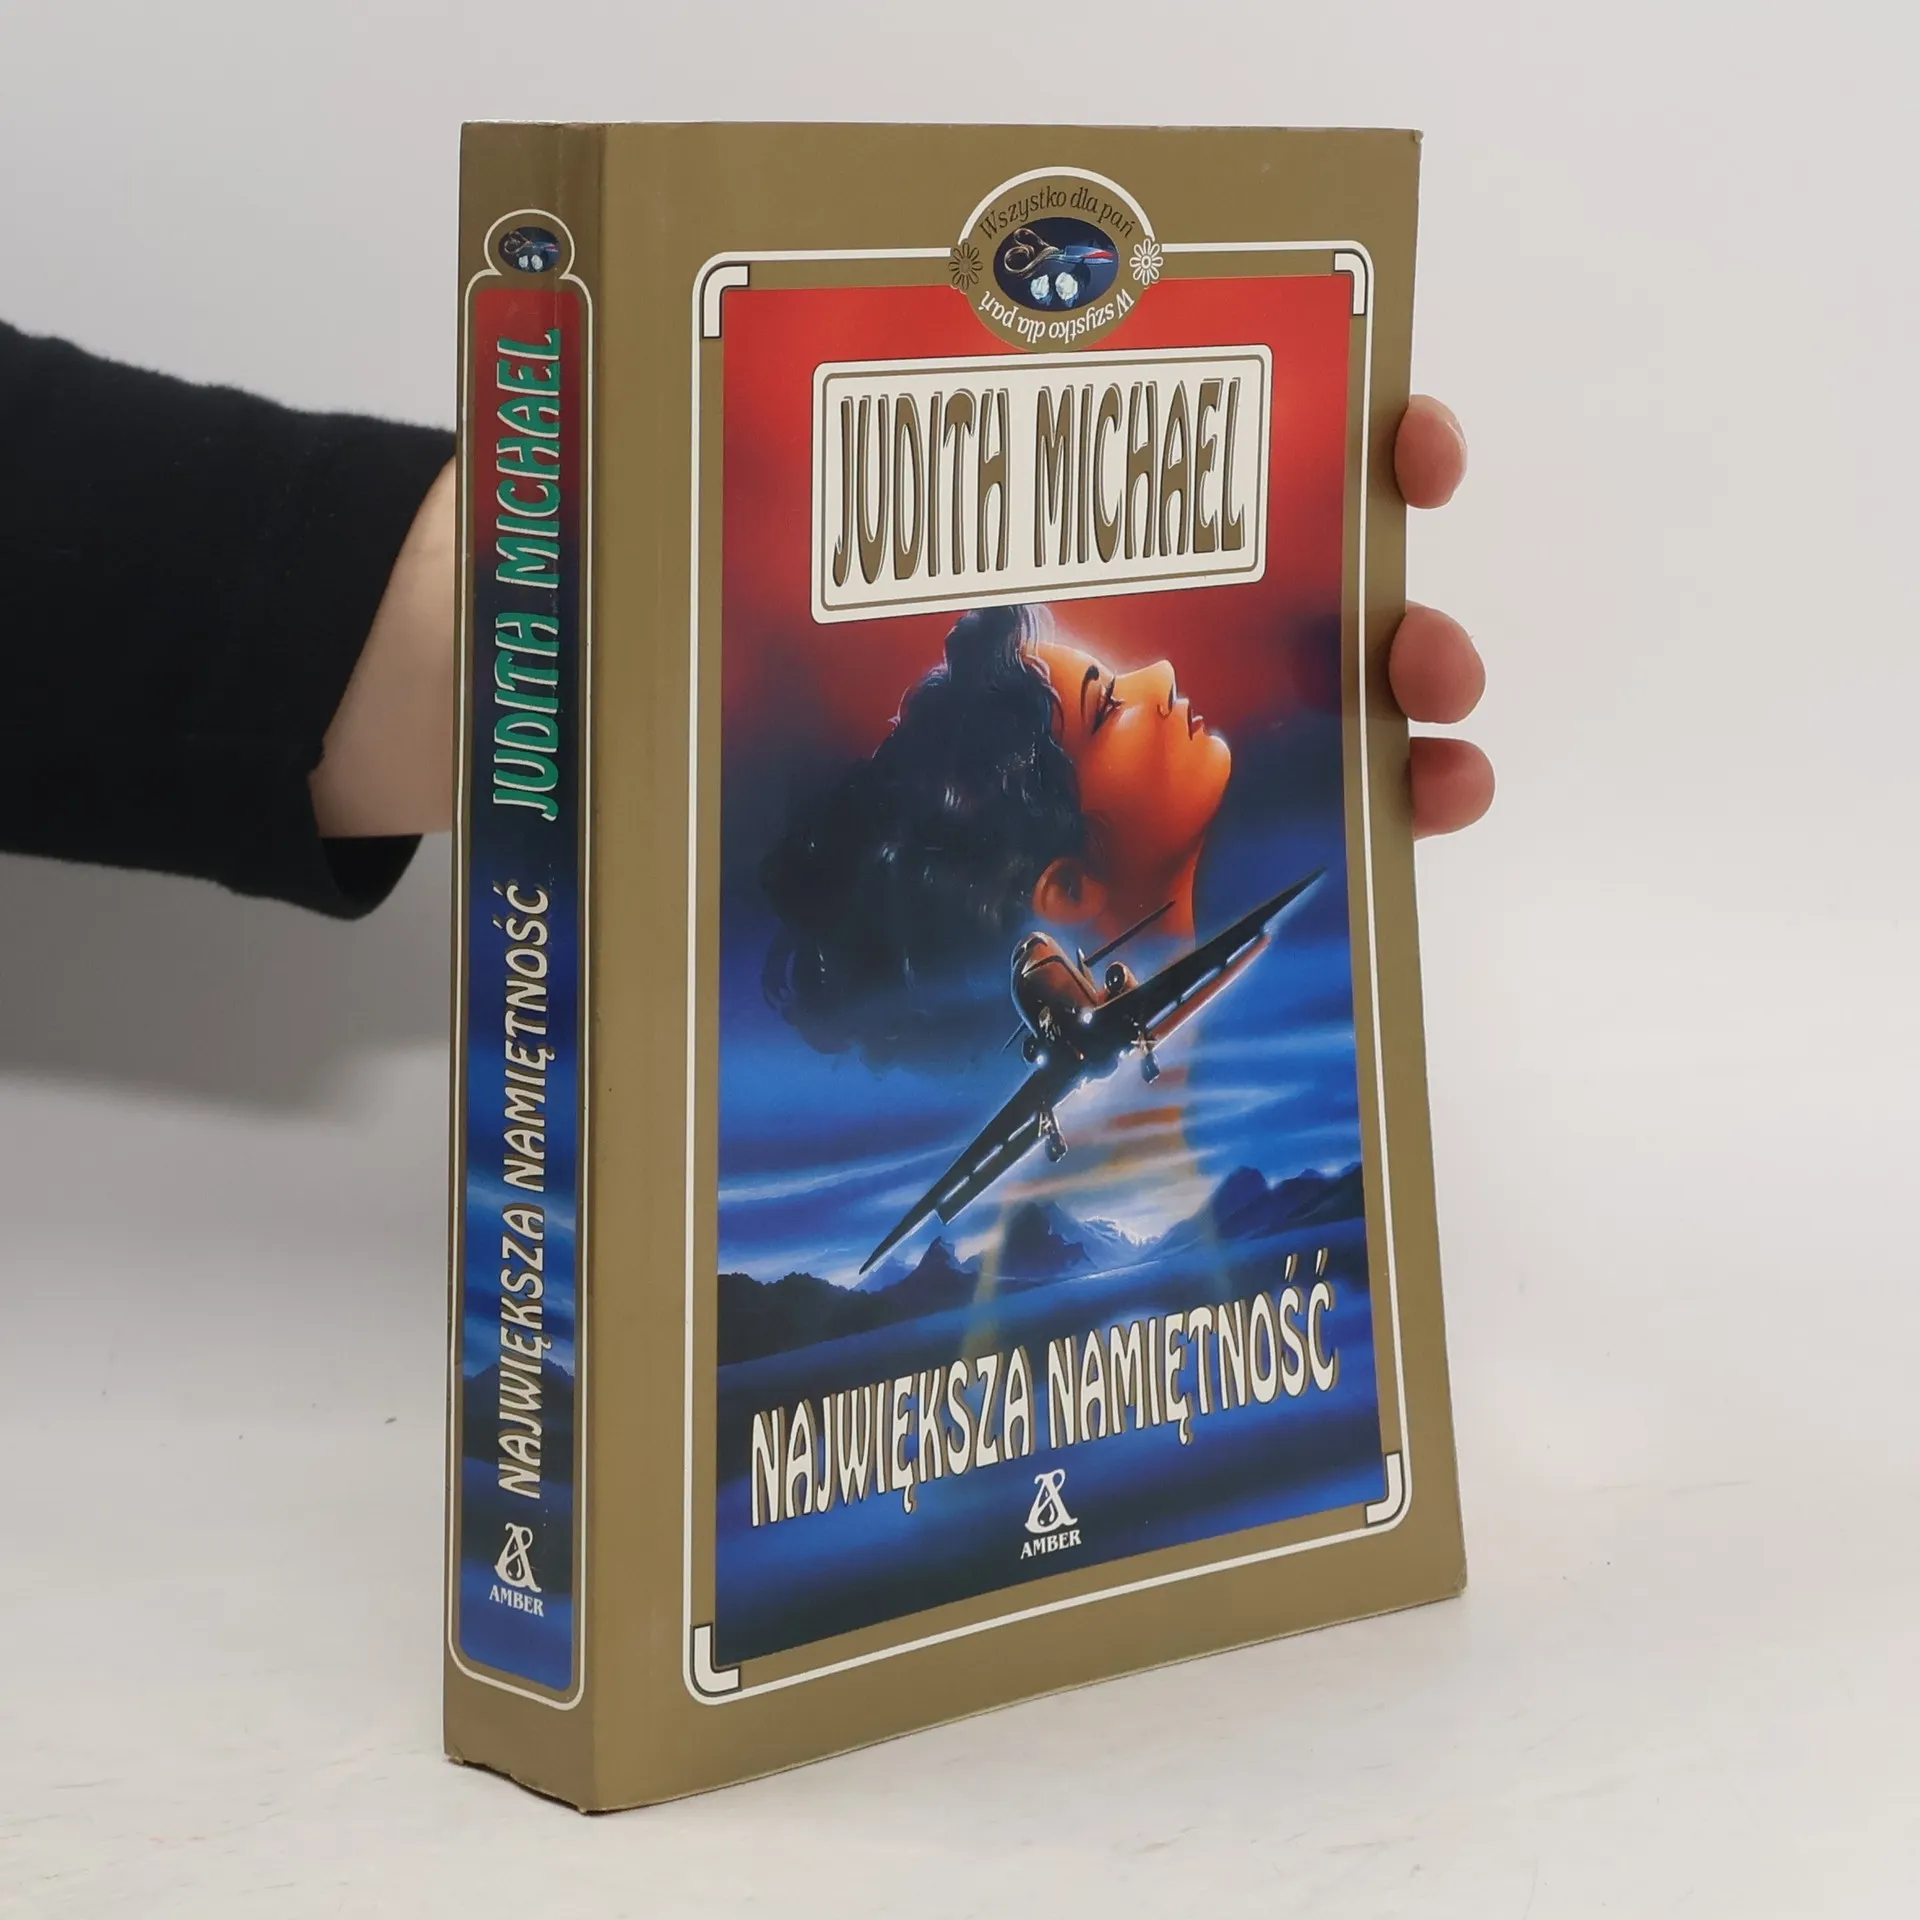 JUDITH MICHAEL
NAJWIĘKSZA NAMIĘTNOŚĆ
AMBER
Wszystko dla pań
Wszystko dla pań
JUDITH MICHAEL
NAJWIĘKSZA NAMIĘTNOŚĆ
AMBER